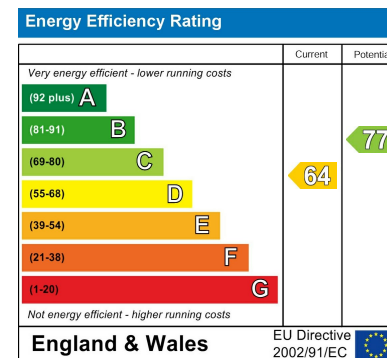 Energy Efficiency Rating
Current Potentia
Very energy efficient - lower running costs
(92 plus) A
(81-91) B
(69-80) C
(55-68) D
(39-54) E
(21-38) F
(1-20) G
64
77
Not energy efficient - higher running costs
England & Wales
EU Directive
2002/91/EC